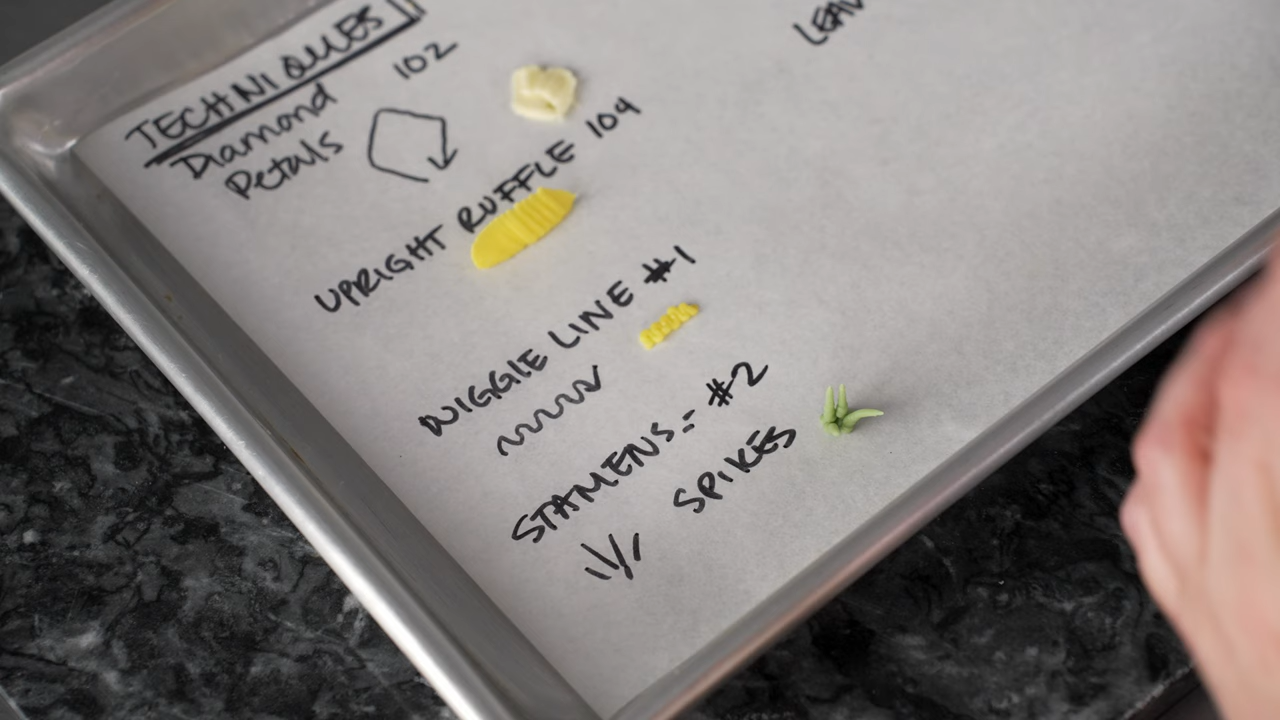 TECHNIQUES
Diamond 102
Petals
UPRIGHT RUFFLE 104
WIGGLE LINE #1
STAMENS = #2
SPIKES